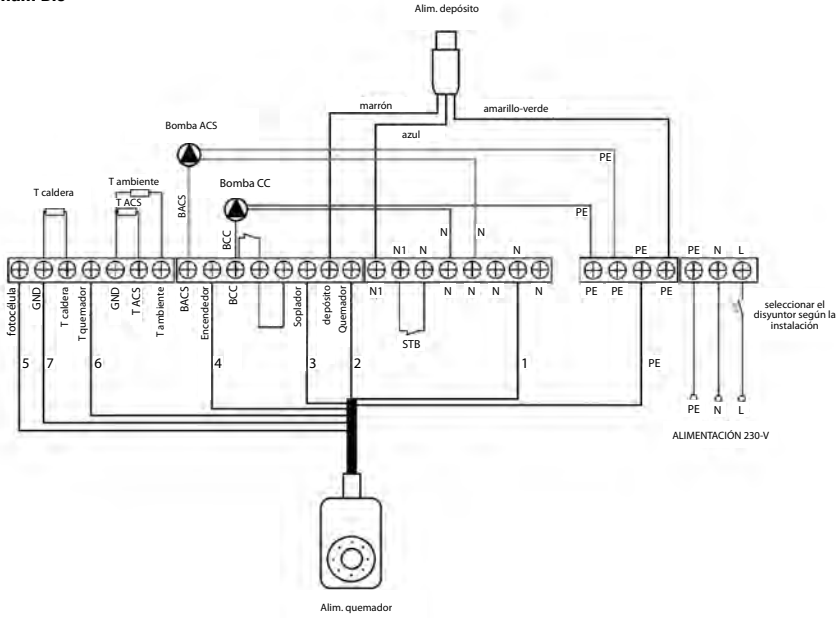 Alim. depósito
marrón
amarillo-verde
azul
Bomba ACS
PE
T caldera
T ambiente
T ACS
Bomba CC
BACS
BCC
PE
N
N
N1
N
N
PE
PE
N
L
fotocélula
GND
T caldera
T quemador
GND
T ACS
T ambiente
BACS
Encendedor
BCC
Soplador
depósito
Quemador
N1
N
N
N
N
PE
PE
PE
PE
seleccionar el
disyuntor según la
instalación
STB
5
7
6
4
3
2
1
PE
PE
N
L
ALIMENTACIÓN 230-V
Alim. quemador